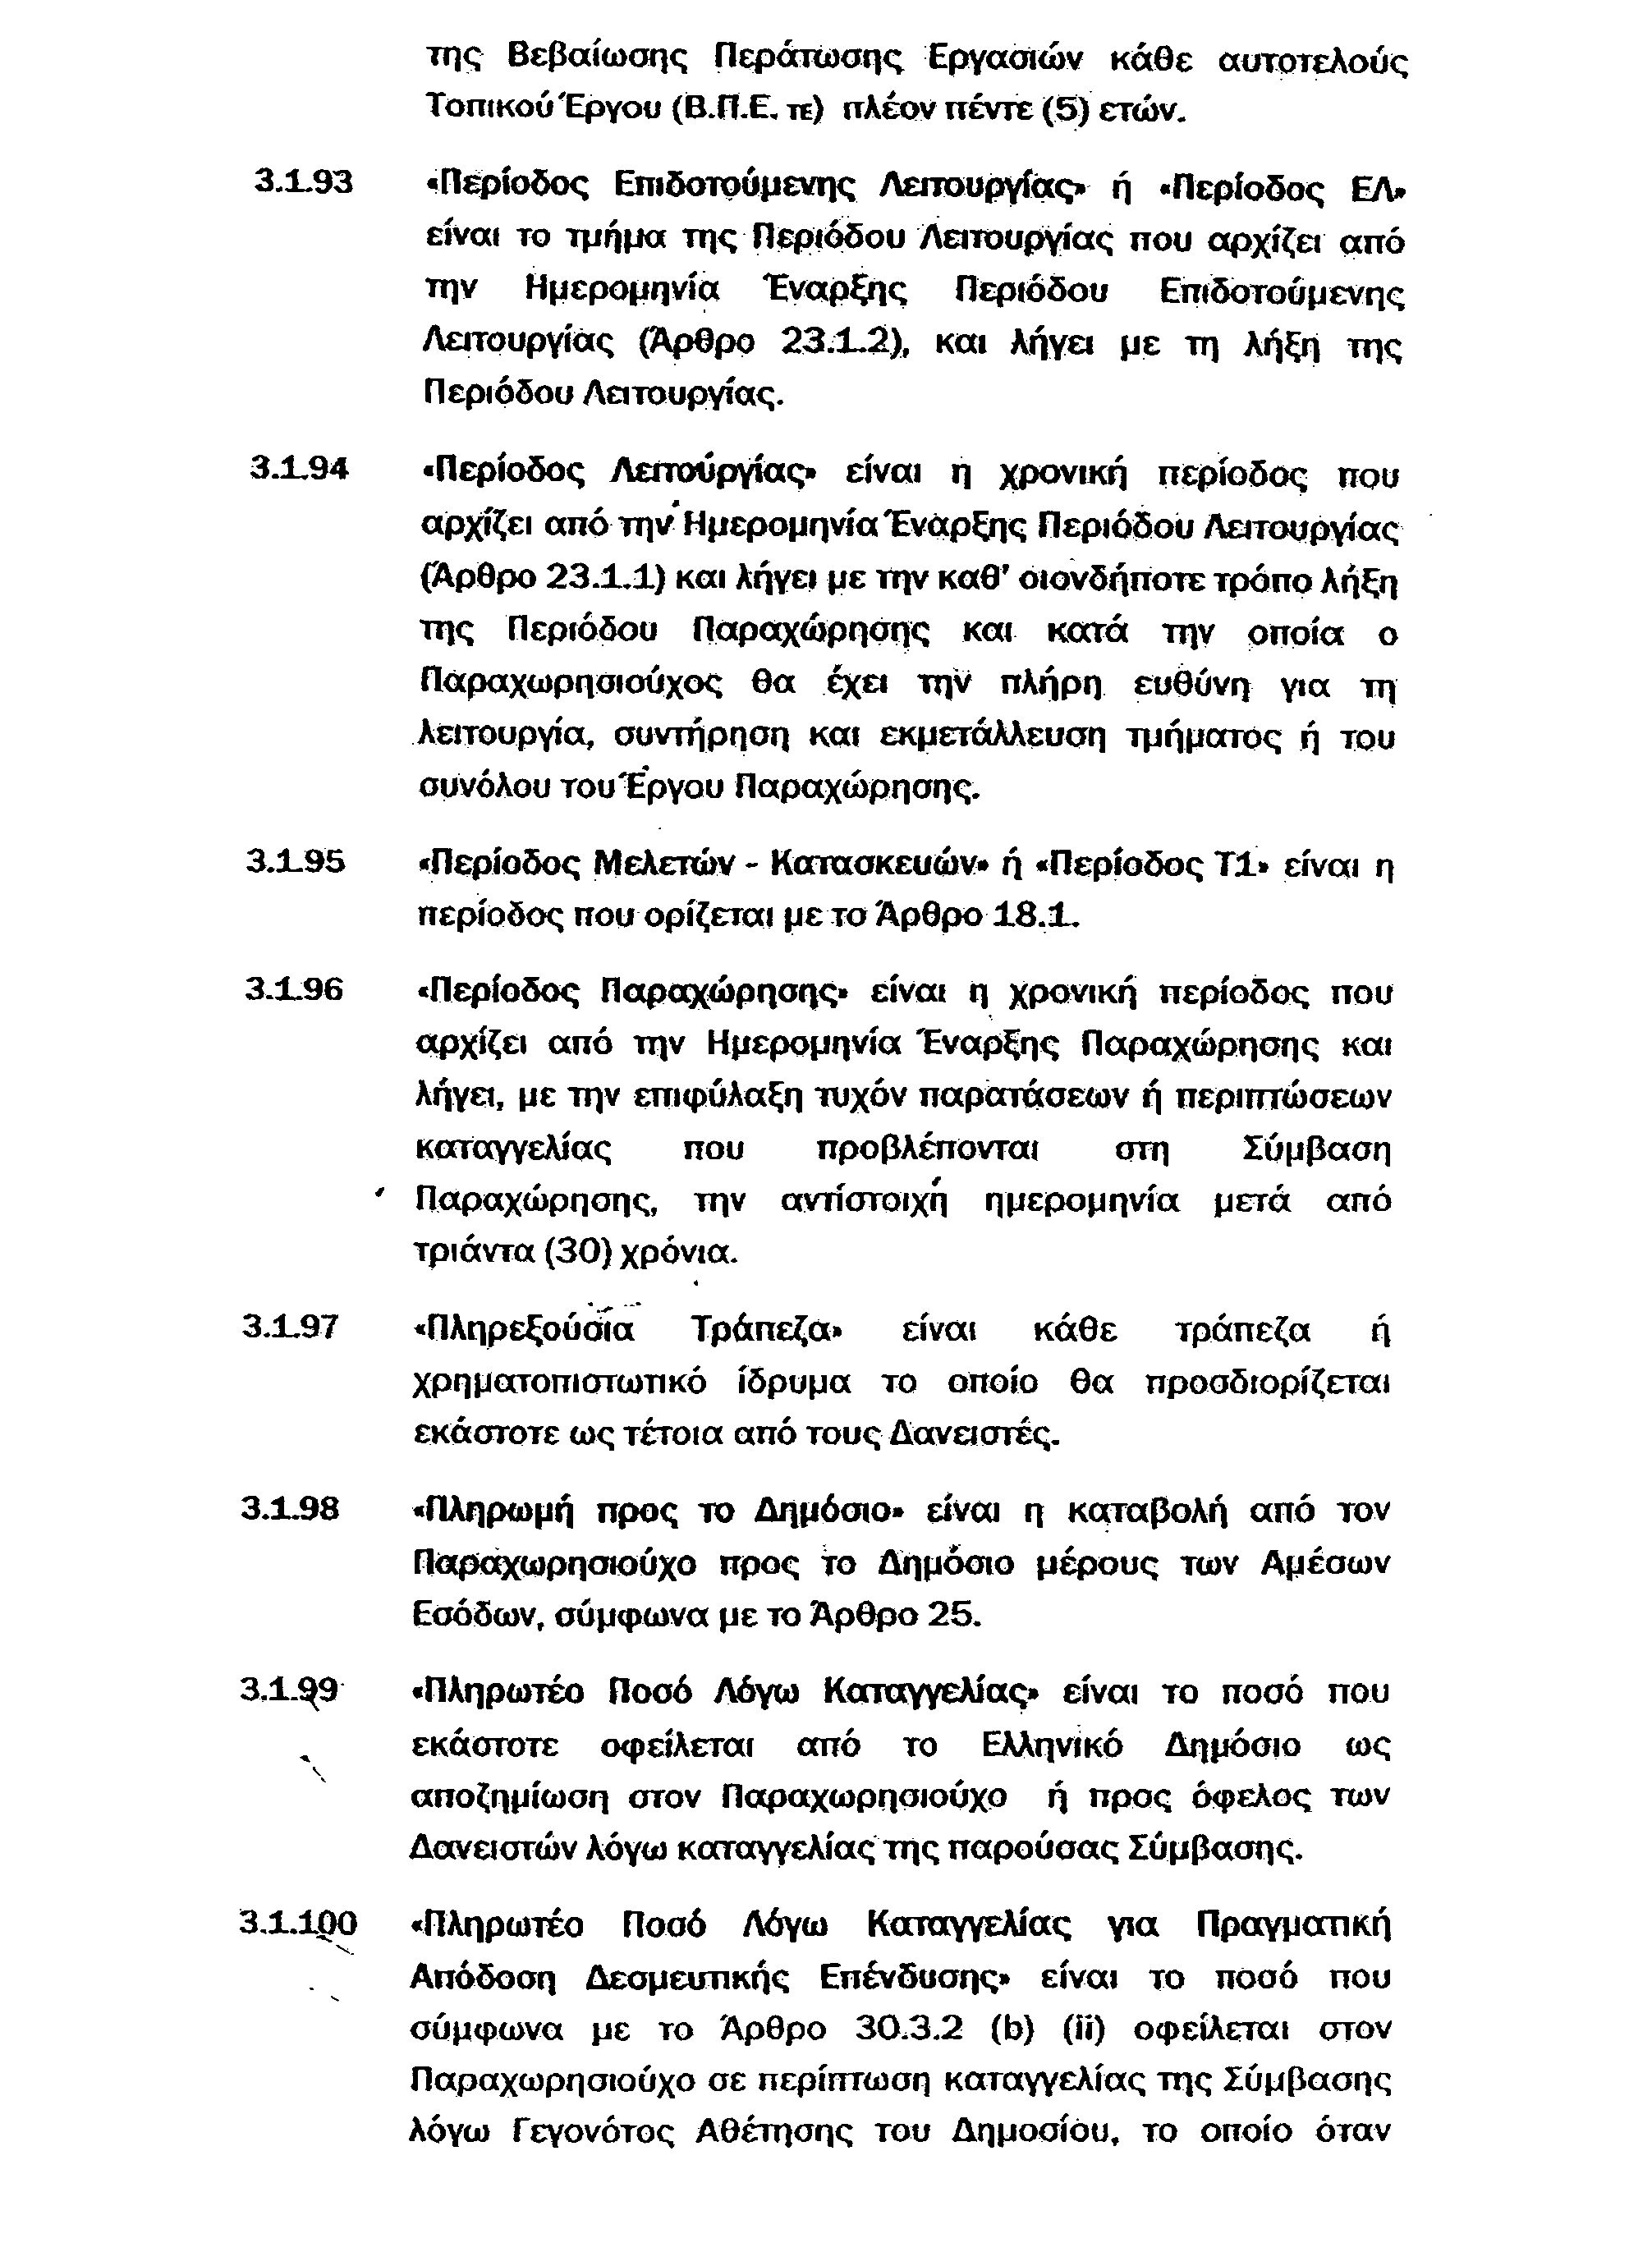 της Βεβαίωσης Περάτωσης Εργασιών κάθε αυτοτελούς
Τοπικού Έργου (Β.Π.Ε. τε) πλέον πέντε (5) ετών.
3.1.93 «Περίοδος Επιδοτούμενης Λειτουργίας» ή «Περίοδος ΕΛ»
είναι το τμήμα της Περιόδου Λειτουργίας που αρχίζει από
την Ημερομηνία Έναρξης Περιόδου Επιδοτούμενης
Λειτουργίας (Άρθρο 23.1.2), και λήγει με τη λήξη της
Περιόδου Λειτουργίας.
3.1.94 «Περίοδος Λειτουργίας» είναι η χρονική περίοδος που
αρχίζει από την Ημερομηνία Έναρξης Περιόδου Λειτουργίας
(Άρθρο 23.1.1) και λήγει με την καθ' οιονδήποτε τρόπο λήξη
της Περιόδου Παραχώρησης και κατά την οποία ο
Παραχωρησιούχος θα έχει την πλήρη ευθύνη για τη
λειτουργία, συντήρηση και εκμετάλλευση τμήματος ή του
συνόλου του Έργου Παραχώρησης.
3.1.95 «Περίοδος Μελετών - Κατασκευών» ή «Περίοδος Τ1» είναι η
περίοδος που ορίζεται με το Άρθρο 18.1.
3.1.96 «Περίοδος Παραχώρησης» είναι η χρονική περίοδος που
αρχίζει από την Ημερομηνία Έναρξης Παραχώρησης και
λήγει, με την επιφύλαξη τυχόν παρατάσεων ή περιπτώσεων
καταγγελίας που προβλέπονται στη Σύμβαση
Παραχώρησης, την αντίστοιχή ημερομηνία μετά από
τριάντα (30) χρόνια.
3.1.97 «Πληρεξούσια Τράπεζα» είναι κάθε τράπεζα ή
χρηματοπιστωτικό ίδρυμα το οποίο θα προσδιορίζεται
εκάστοτε ως τέτοια από τους Δανειστές.
3.1.98 «Πληρωμή προς το Δημόσιο» είναι η καταβολή από τον
Παραχωρησιούχο προς το Δημόσιο μέρους των Αμέσων
Εσόδων, σύμφωνα με το Άρθρο 25.
3.1.99 «Πληρωτέο Ποσό Λόγω Καταγγελίας» είναι το ποσό που
εκάστοτε οφείλεται από το Ελληνικό Δημόσιο ως
αποζημίωση στον Παραχωρησιούχο ή προς όφελος των
Δανειστών λόγω καταγγελίας της παρούσας Σύμβασης.
3.1.100 «Πληρωτέο Ποσό Λόγω Καταγγελίας για Πραγματική
Απόδοση Δεσμευτικής Επένδυσης» είναι το ποσό που
σύμφωνα με το Άρθρο 30.3.2 (b) (ii) οφείλεται στον
Παραχωρησιούχο σε περίπτωση καταγγελίας της Σύμβασης
λόγω Γεγονότος Αθέτησης του Δημοσίου, το οποίο όταν